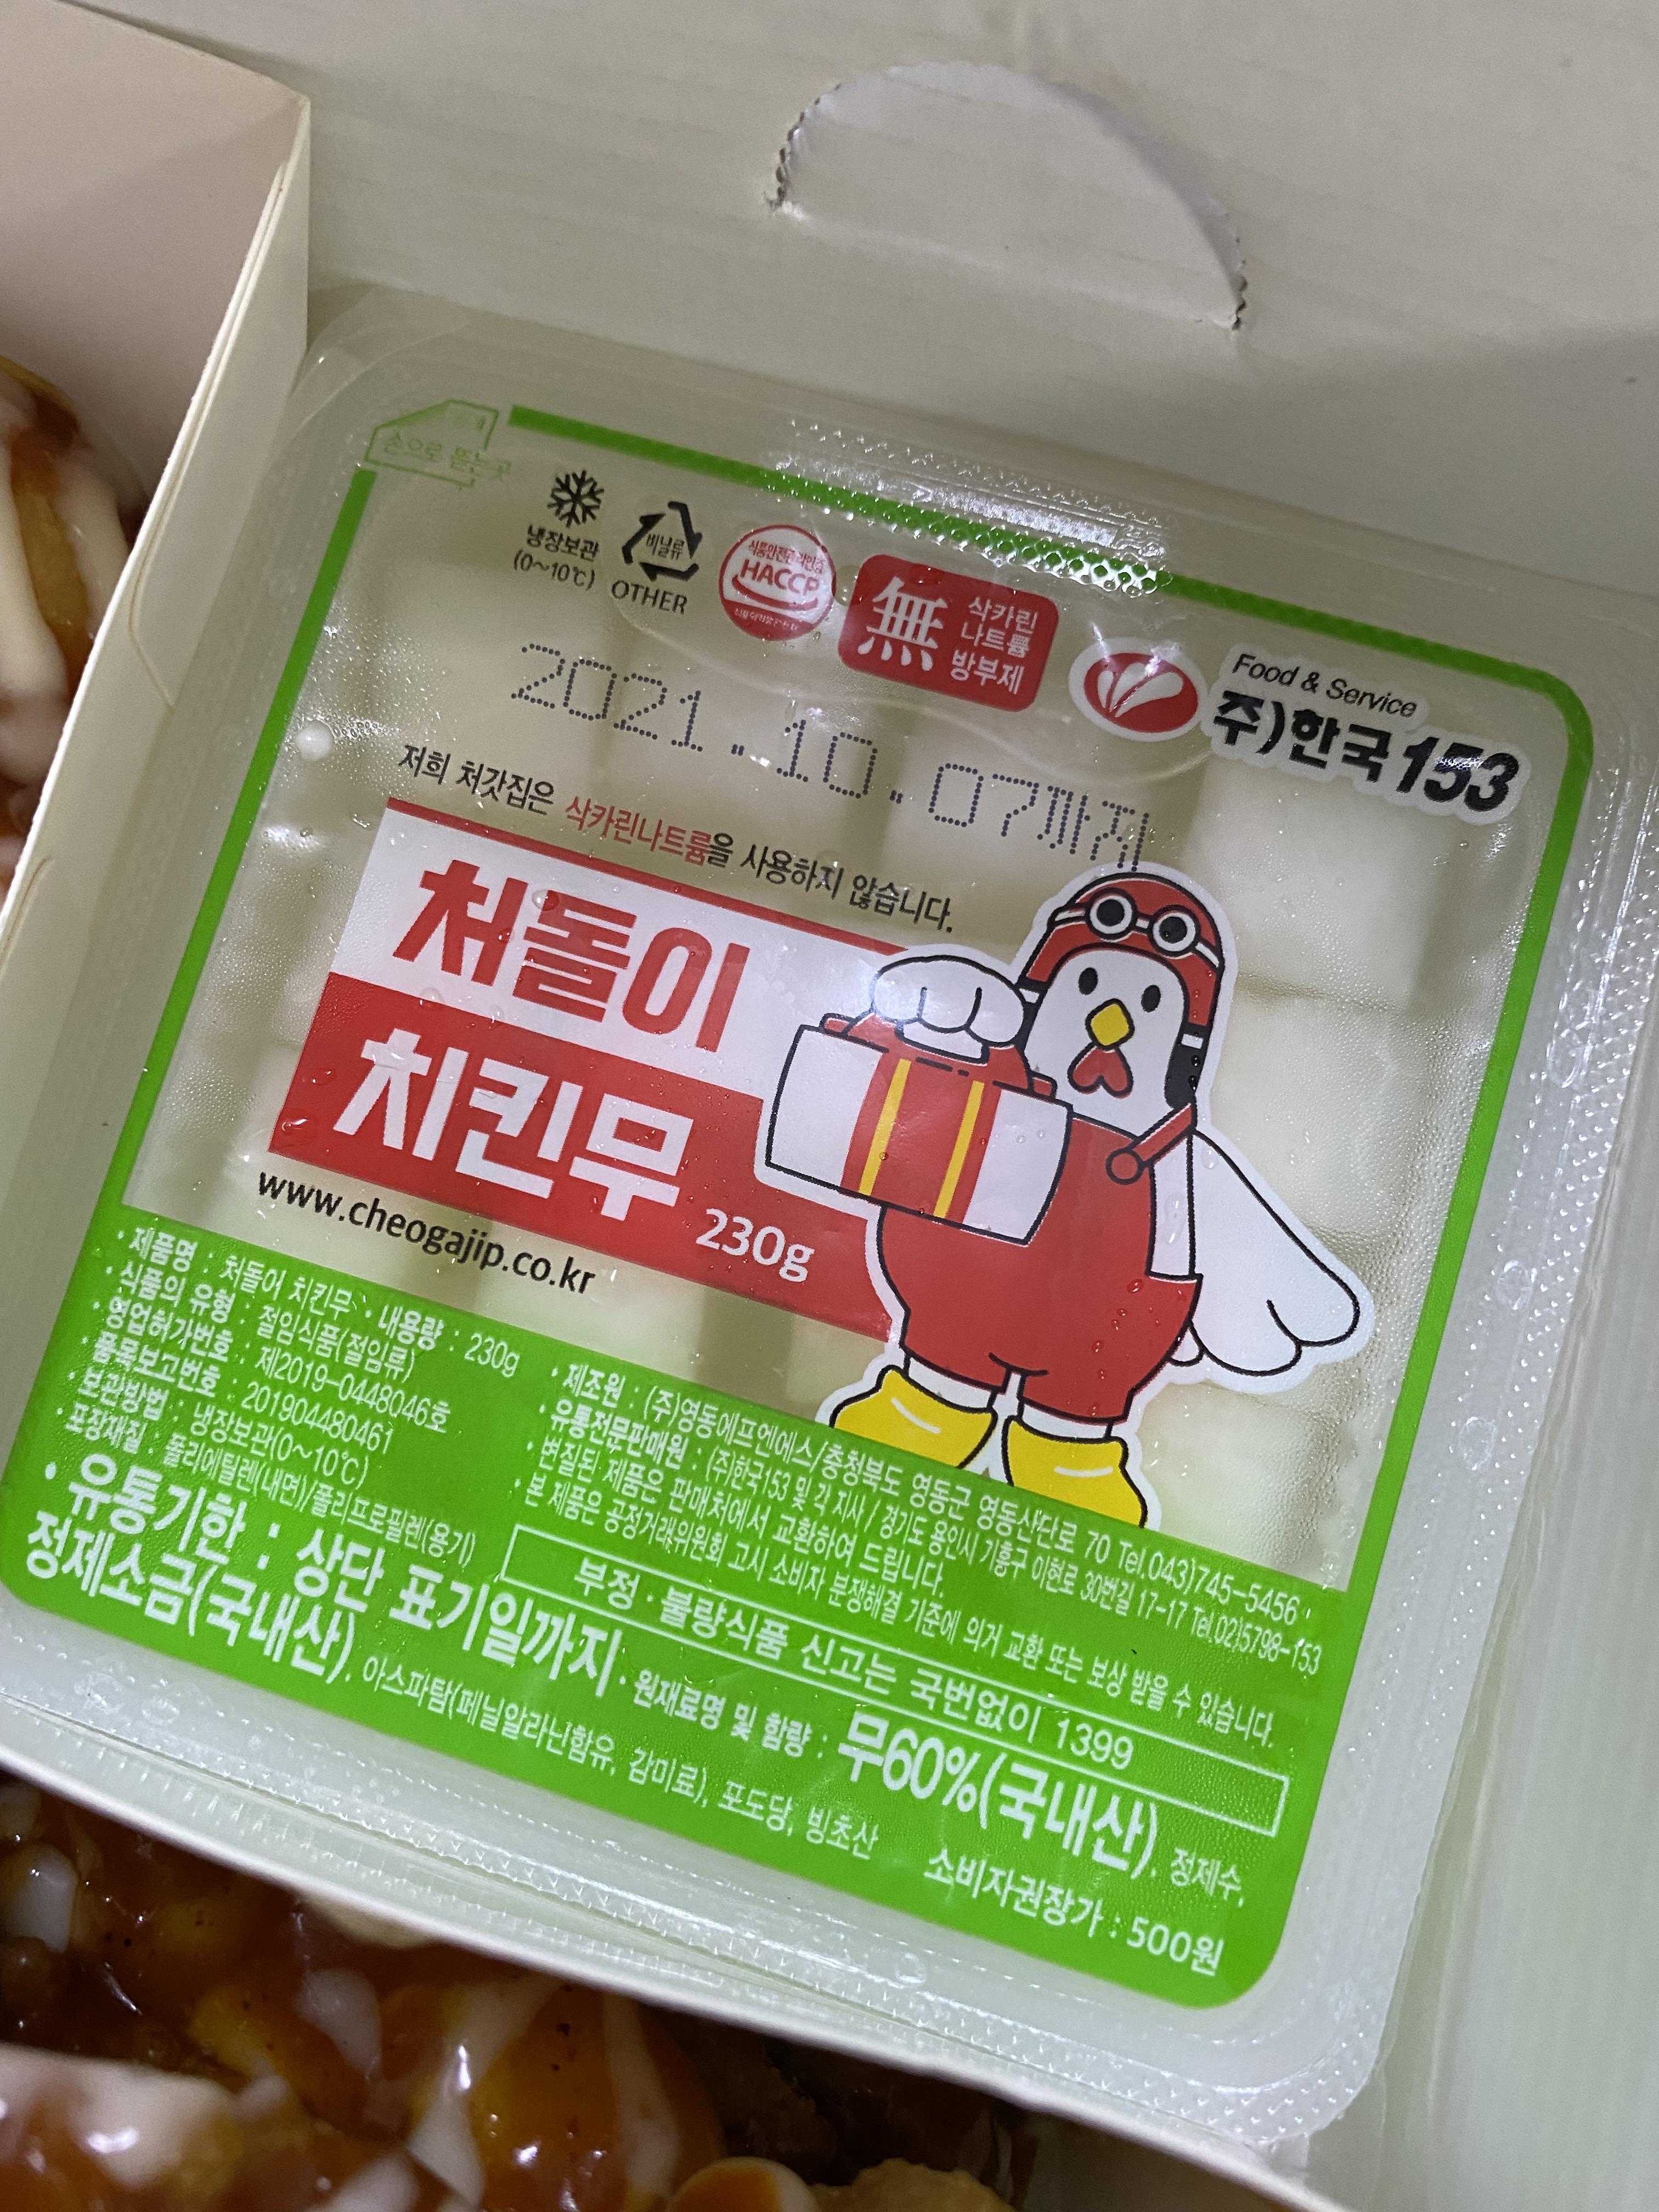 손으로 뜯는곳
냉장보관
(0~10℃)
비닐류
OTHER
HACCP
無 삭카린
나트륨
방부제
Food & Service
주)한국153
2021.10.07까지
저희 처갓집은 삭카린나트륨을 사용하지 않습니다.
처돌이
치킨무 230g
www.cheogajip.co.kr
· 제품명 : 처돌이 치킨무 · 내용량 : 230g
· 식품의 유형 : 절임식품(절임류)
· 영업허가번호 : 제2019-0448046호
· 품목보고번호 : 201904480461
· 보관방법 : 냉장보관(0~10℃)
· 포장재질 : 폴리에틸렌(내면)/폴리프로필렌(용기)
· 제조원 : (주)영동에프엔에스/충청북도 영동군 영동산단로 70 Tel.043)745-5456
· 유통전문판매원 : (주)한국153 및 각 지사 / 경기도 용인시 기흥구 이현로 30번길 17-17 Tel.02)5798-153
· 변질된 제품은 판매처에서 교환하여 드립니다.
· 본 제품은 공정거래위원회 고시 소비자 분쟁해결 기준에 의거 교환 또는 보상 받을 수 있습니다.
부정·불량식품 신고는 국번없이 1399
· 유통기한 : 상단 표기일까지 · 원재료명 및 함량 : 무60%(국내산), 정제수,
정제소금(국내산), 아스파탐(페닐알라닌함유, 감미료), 포도당, 빙초산
소비자권장가 : 500원